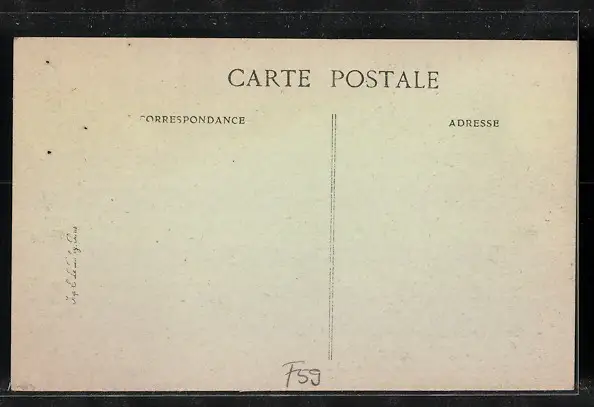 CARTE POSTALE
CORRESPONDANCE
ADRESSE
F59